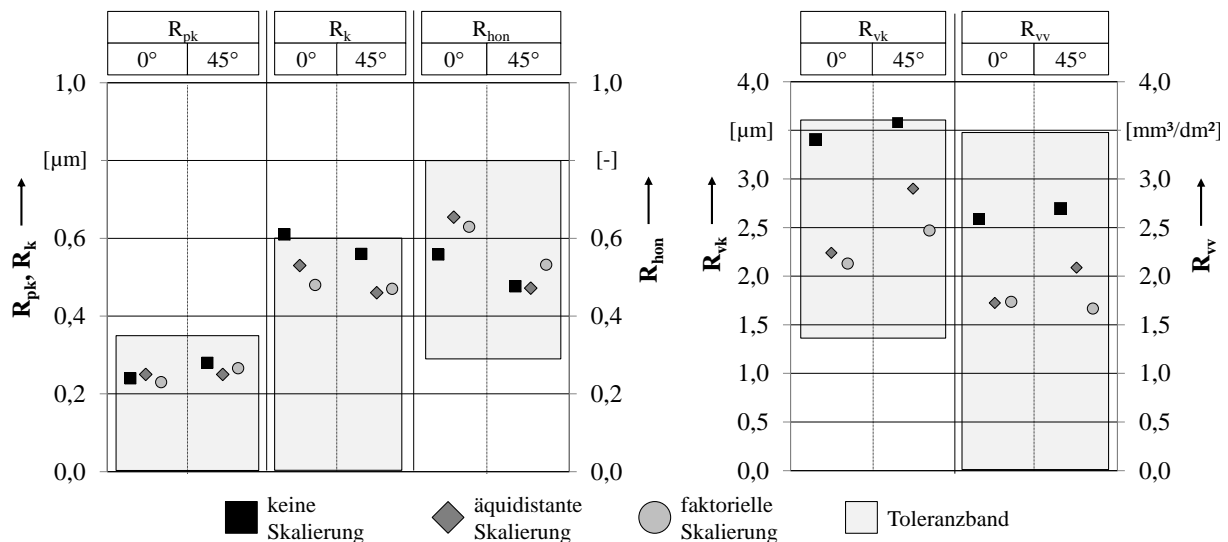 R_pk R_k R_hon
0° 45° 0° 45° 0° 45°
1,0 1,0
[µm] [-]
0,6 0,6
0,4 0,4
0,2 0,2
0,0 0,0
R_pk, R_k
R_hon
R_vk R_vv
0° 45° 0° 45°
4,0 4,0
[µm] [mm³/dm²]
3,0 3,0
2,5 2,5
2,0 2,0
1,5 1,5
1,0 1,0
0,5 0,5
0,0 0,0
R_vk
R_vv
keine
Skalierung
äquidistante
Skalierung
faktorielle
Skalierung
Toleranzband